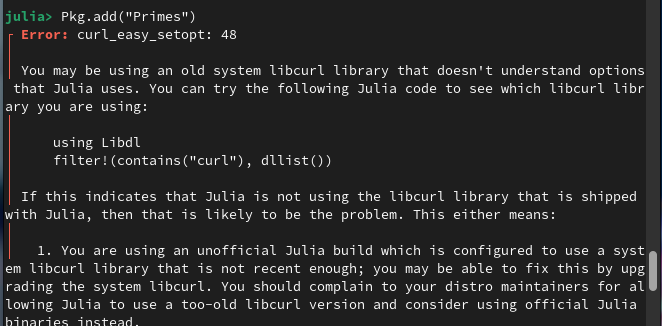 julia> Pkg.add("Primes")
┌ Error: curl_easy_setopt: 48
│
│ You may be using an old system libcurl library that doesn't understand options
 that Julia uses. You can try the following Julia code to see which libcurl libr
ary you are using:
│
│     using Libdl
│     filter!(contains("curl"), dllist())
│
│ If this indicates that Julia is not using the libcurl library that is shipped
with Julia, then that is likely to be the problem. This either means:
│
│   1. You are using an unofficial Julia build which is configured to use a syst
em libcurl library that is not recent enough; you may be able to fix this by upg
rading the system libcurl. You should complain to your distro maintainers for al
lowing Julia to use a too-old libcurl version and consider using official Julia
binaries instead.